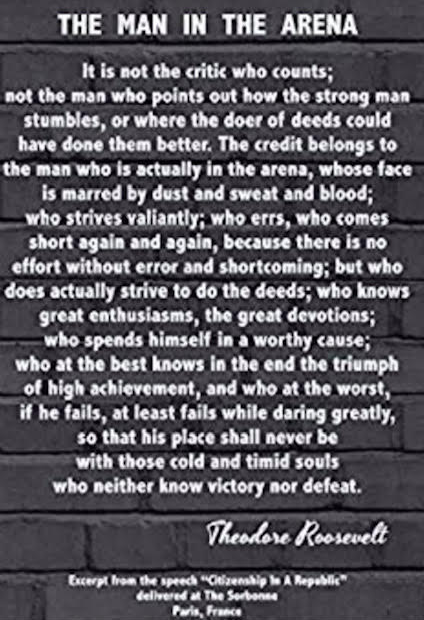 THE MAN IN THE ARENA
It is not the critic who counts;
not the man who points out how the strong man
stumbles, or where the doer of deeds could
have done them better. The credit belongs to
the man who is actually in the arena, whose face
is marred by dust and sweat and blood;
who strives valiantly; who errs, who comes
short again and again, because there is no
effort without error and shortcoming; but who
does actually strive to do the deeds; who knows
great enthusiasms, the great devotions;
who spends himself in a worthy cause;
who at the best knows in the end the triumph
of high achievement, and who at the worst,
if he fails, at least fails while daring greatly,
so that his place shall never be
with those cold and timid souls
who neither know victory nor defeat.
Theodore Roosevelt
Excerpt from the speech "Citizenship In A Republic"
delivered at The Sorbonne
Paris, France